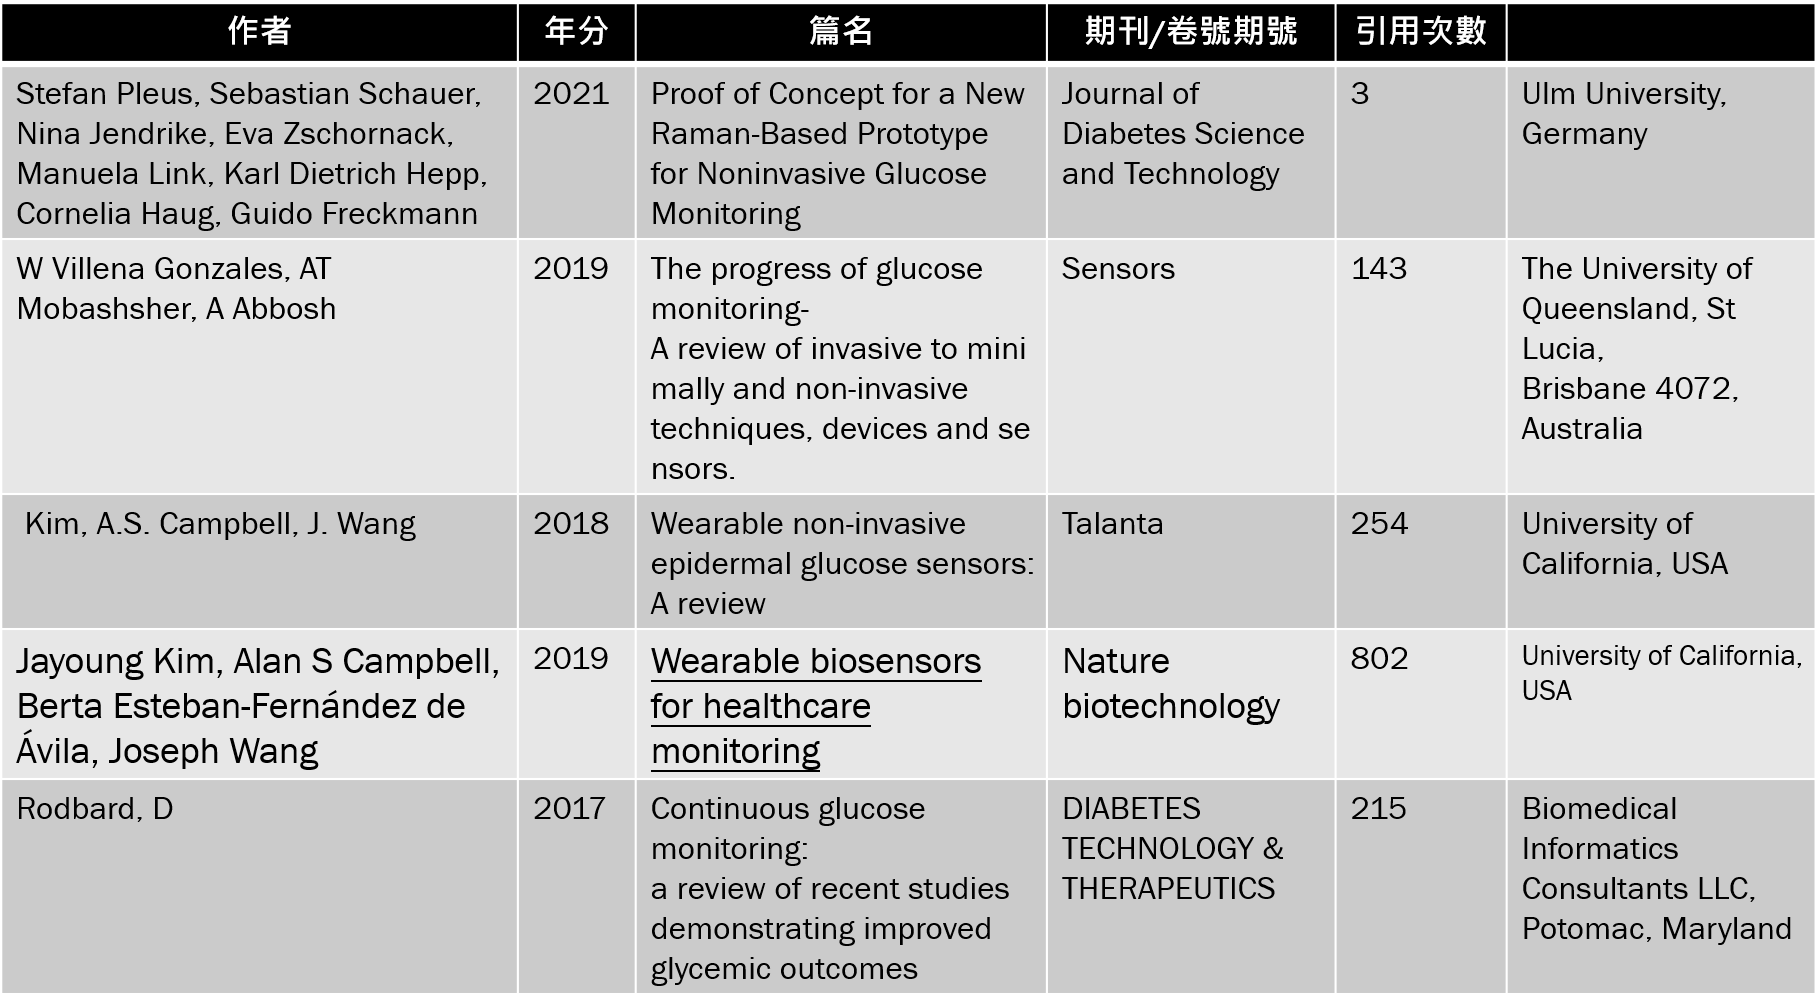 作者
年分
篇名
期刊/卷號期號
引用次數
Stefan Pleus, Sebastian Schauer,
Nina Jendrike, Eva Zschornack,
Manuela Link, Karl Dietrich Hepp,
Cornelia Haug, Guido Freckmann
2021
Proof of Concept for a New
Raman-Based Prototype
for Noninvasive Glucose
Monitoring
Journal of
Diabetes Science
and Technology
3
Ulm University,
Germany
W Villena Gonzales, AT
Mobashsher, A Abbosh
2019
The progress of glucose
monitoring-
A review of invasive to mini
mally and non-invasive
techniques, devices and se
nsors.
Sensors
143
The University of
Queensland, St
Lucia,
Brisbane 4072,
Australia
Kim, A.S. Campbell, J. Wang
2018
Wearable non-invasive
epidermal glucose sensors:
A review
Talanta
254
University of
California, USA
Jayoung Kim, Alan S Campbell,
Berta Esteban-Fernández de
Ávila, Joseph Wang
2019
Wearable biosensors
for healthcare
monitoring
Nature
biotechnology
802
University of California,
USA
Rodbard, D
2017
Continuous glucose
monitoring:
a review of recent studies
demonstrating improved
glycemic outcomes
DIABETES
TECHNOLOGY &
THERAPEUTICS
215
Biomedical
Informatics
Consultants LLC,
Potomac, Maryland